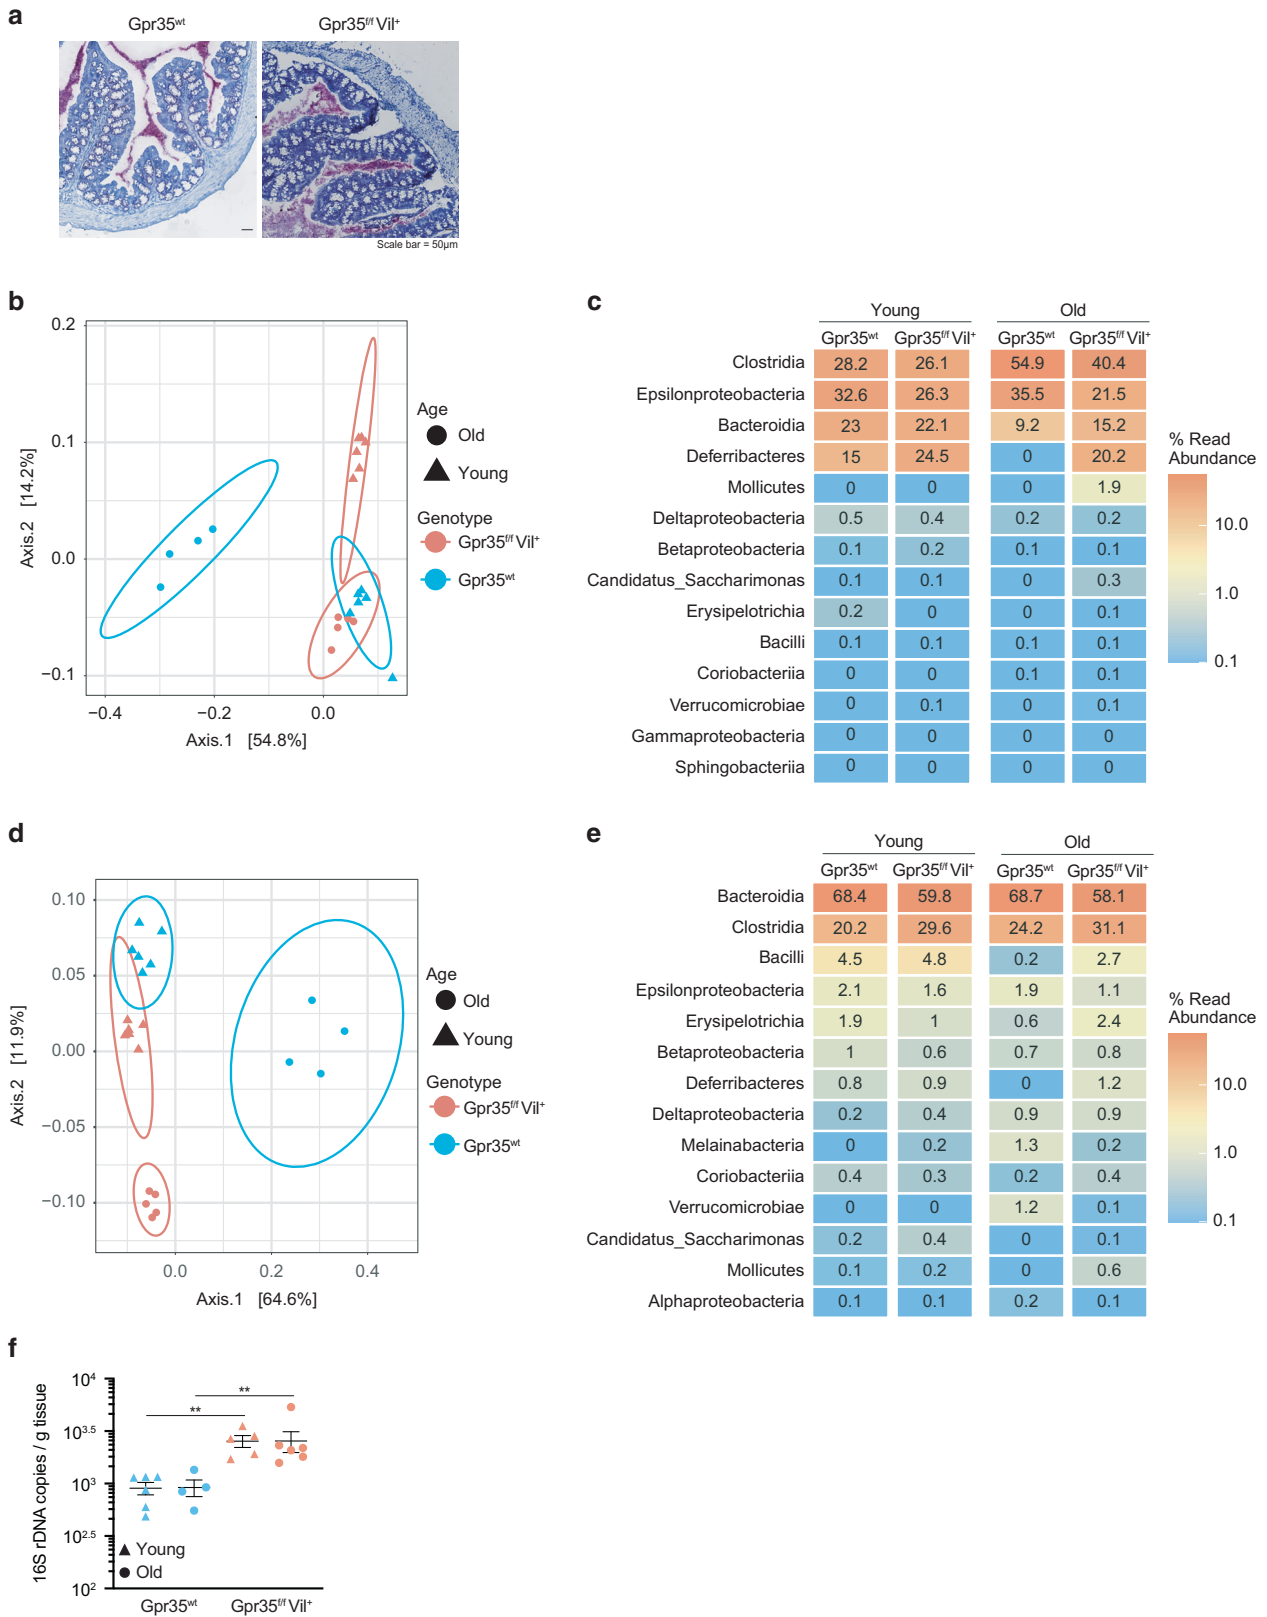 a
Gpr35wt Gpr35f/f Vil+
Scale bar = 50µm
b
0.2
0.1
0.0
−0.1
−0.4 −0.2 0.0
Axis.1 [54.8%]
Axis.2 [14.2%]
Age
Old
Young
Genotype
Gpr35f/f Vil+
Gpr35wt
c
Young Old
Gpr35wt Gpr35f/f Vil+ Gpr35wt Gpr35f/f Vil+
Clostridia 28.2 26.1 54.9 40.4
Epsilonproteobacteria 32.6 26.3 35.5 21.5
Bacteroidia 23 22.1 9.2 15.2
Deferribacteres 15 24.5 0 20.2
Mollicutes 0 0 0 1.9
Deltaproteobacteria 0.5 0.4 0.2 0.2
Betaproteobacteria 0.1 0.2 0.1 0.1
Candidatus_Saccharimonas 0.1 0.1 0 0.3
Erysipelotrichia 0.2 0 0 0.1
Bacilli 0.1 0.1 0.1 0.1
Coriobacteriia 0 0 0.1 0.1
Verrucomicrobiae 0 0.1 0 0.1
Gammaproteobacteria 0 0 0 0
Sphingobacteriia 0 0 0 0
% Read
Abundance
10.0
1.0
0.1
d
0.10
0.05
0.00
−0.05
−0.10
0.0 0.2 0.4
Axis.1 [64.6%]
Axis.2 [11.9%]
Age
Old
Young
Genotype
Gpr35f/f Vil+
Gpr35wt
e
Young Old
Gpr35wt Gpr35f/f Vil+ Gpr35wt Gpr35f/f Vil+
Bacteroidia 68.4 59.8 68.7 58.1
Clostridia 20.2 29.6 24.2 31.1
Bacilli 4.5 4.8 0.2 2.7
Epsilonproteobacteria 2.1 1.6 1.9 1.1
Erysipelotrichia 1.9 1 0.6 2.4
Betaproteobacteria 1 0.6 0.7 0.8
Deferribacteres 0.8 0.9 0 1.2
Deltaproteobacteria 0.2 0.4 0.9 0.9
Melainabacteria 0 0.2 1.3 0.2
Coriobacteriia 0.4 0.3 0.2 0.4
Verrucomicrobiae 0 0 1.2 0.1
Candidatus_Saccharimonas 0.2 0.4 0 0.1
Mollicutes 0.1 0.2 0 0.6
Alphaproteobacteria 0.1 0.1 0.2 0.1
% Read
Abundance
10.0
1.0
0.1
f
16S rDNA copies / g tissue
10^4
10^3.5
10^3
10^2.5
10^2
**
**
Young
Old
Gpr35wt Gpr35f/f Vil+